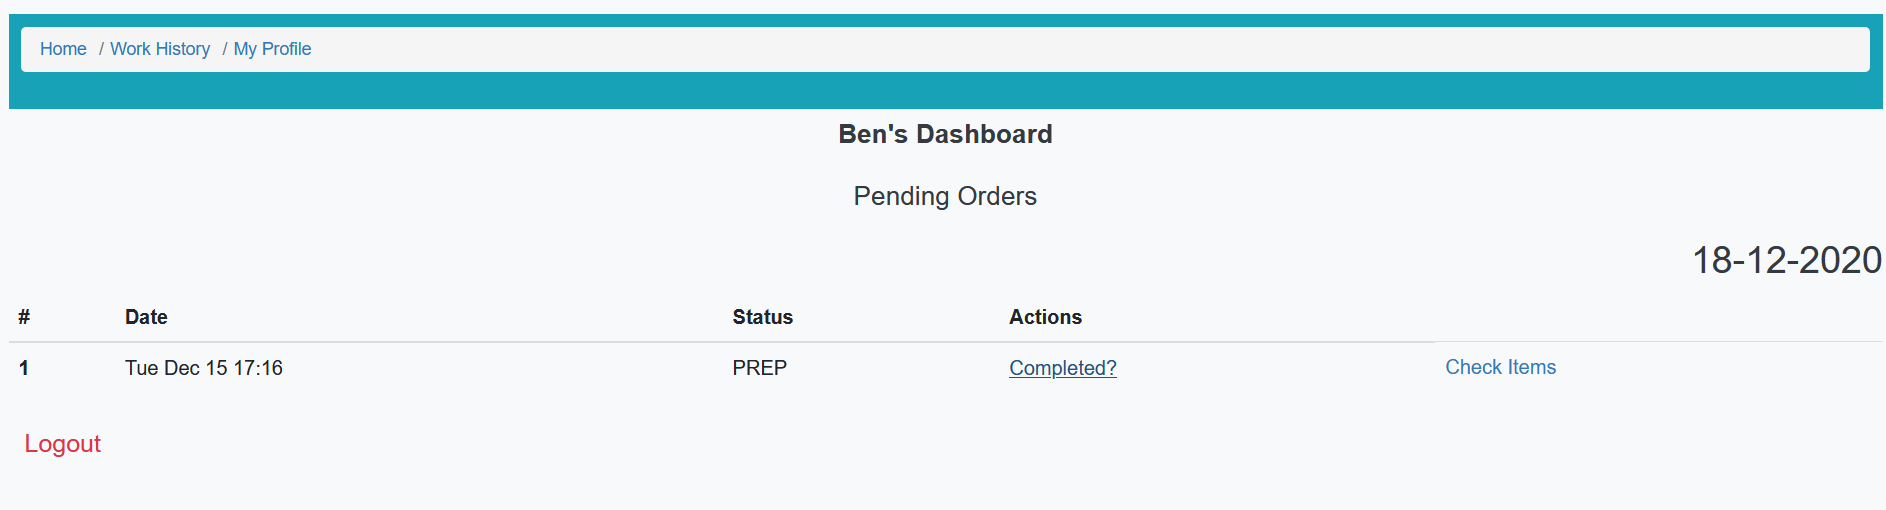 Home / Work History / My Profile
Ben's Dashboard
Pending Orders
18-12-2020
# Date Status Actions
1 Tue Dec 15 17:16 PREP Completed? Check Items
Logout